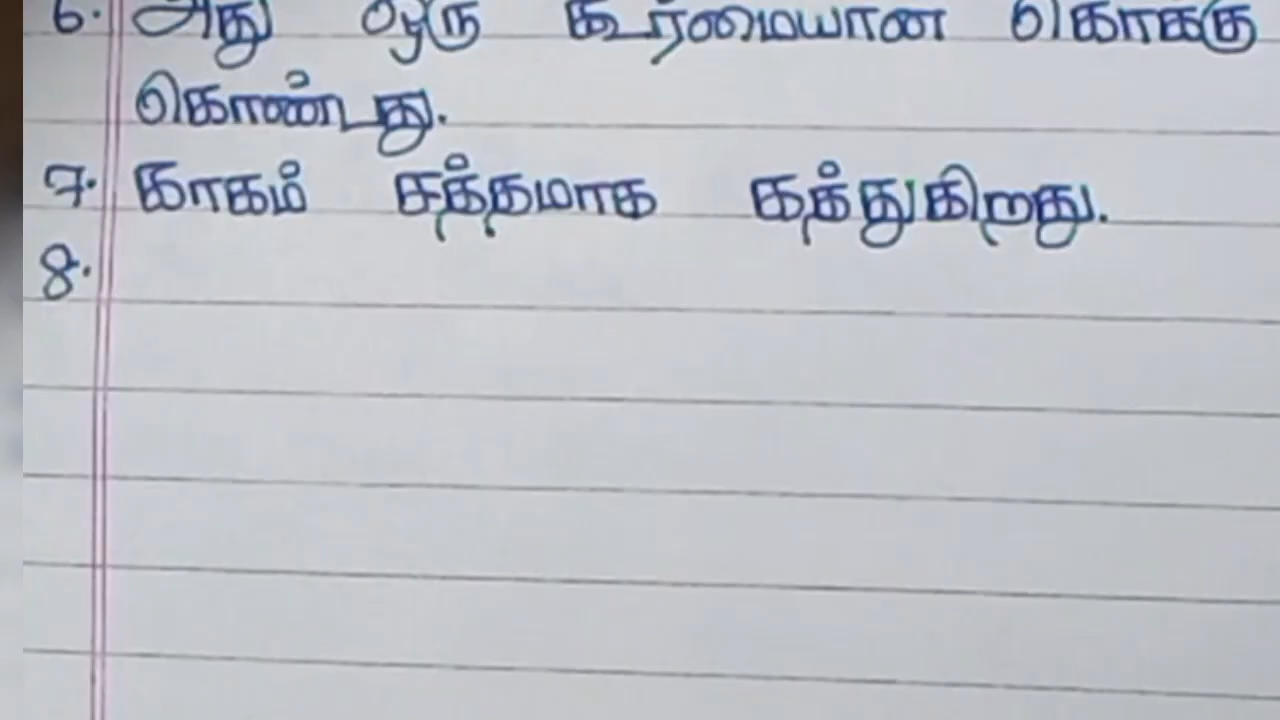 6. அது ஒரு கூர்மையான கொக்கு
கொண்டது.
7. காகம் சத்தமாக கத்துகிறது.
8.